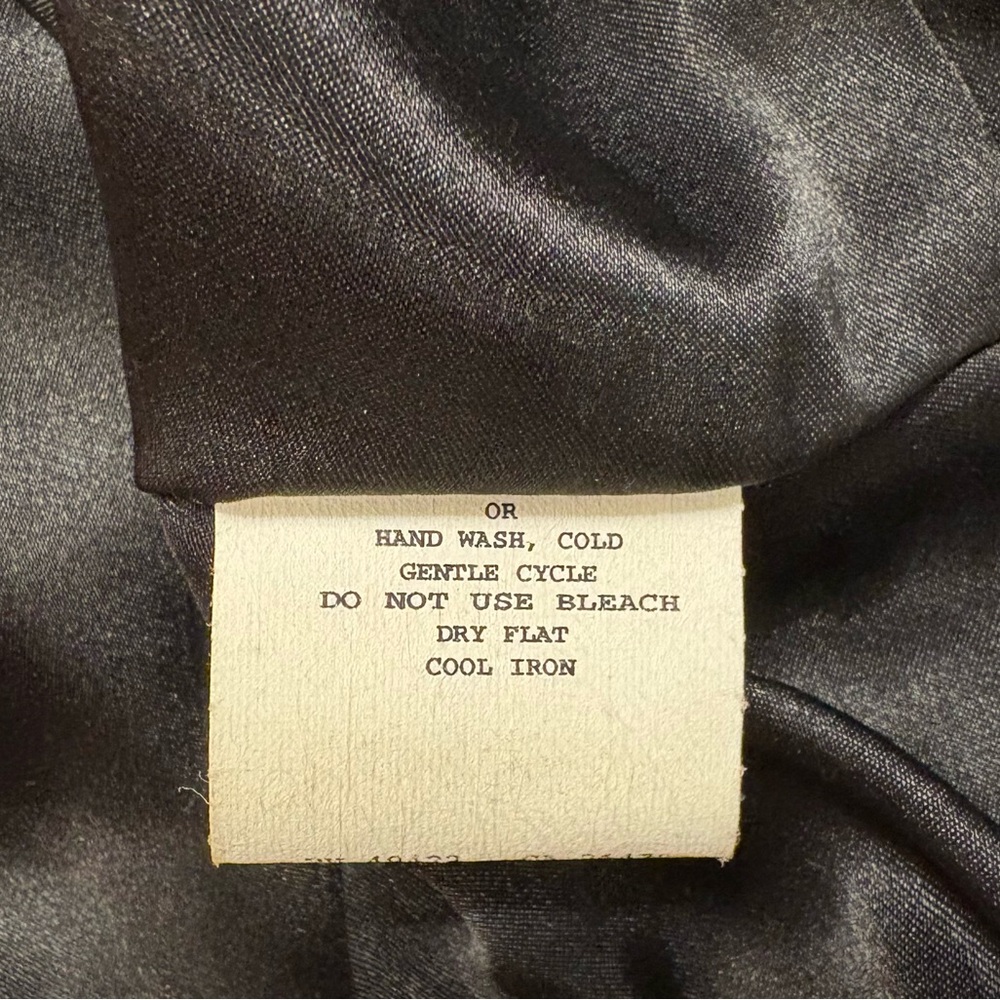 OR
HAND WASH, COLD
GENTLE CYCLE
DO NOT USE BLEACH
DRY FLAT
COOL IRON